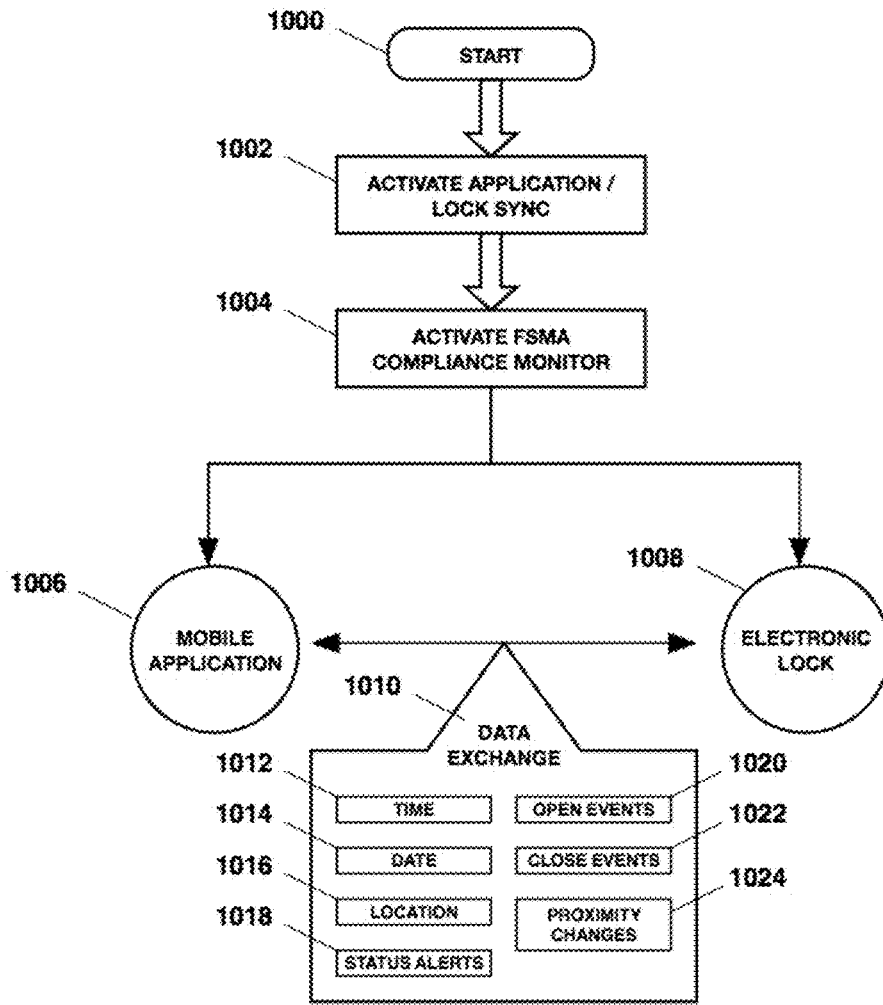 1000
START
1002
ACTIVATE APPLICATION /
LOCK SYNC
1004
ACTIVATE FSMA
COMPLIANCE MONITOR
1006
1008
MOBILE
APPLICATION
ELECTRONIC
LOCK
1010
DATA
EXCHANGE
1012
TIME
1014
DATE
1016
LOCATION
1018
STATUS ALERTS
1020
OPEN EVENTS
1022
CLOSE EVENTS
1024
PROXIMITY
CHANGES